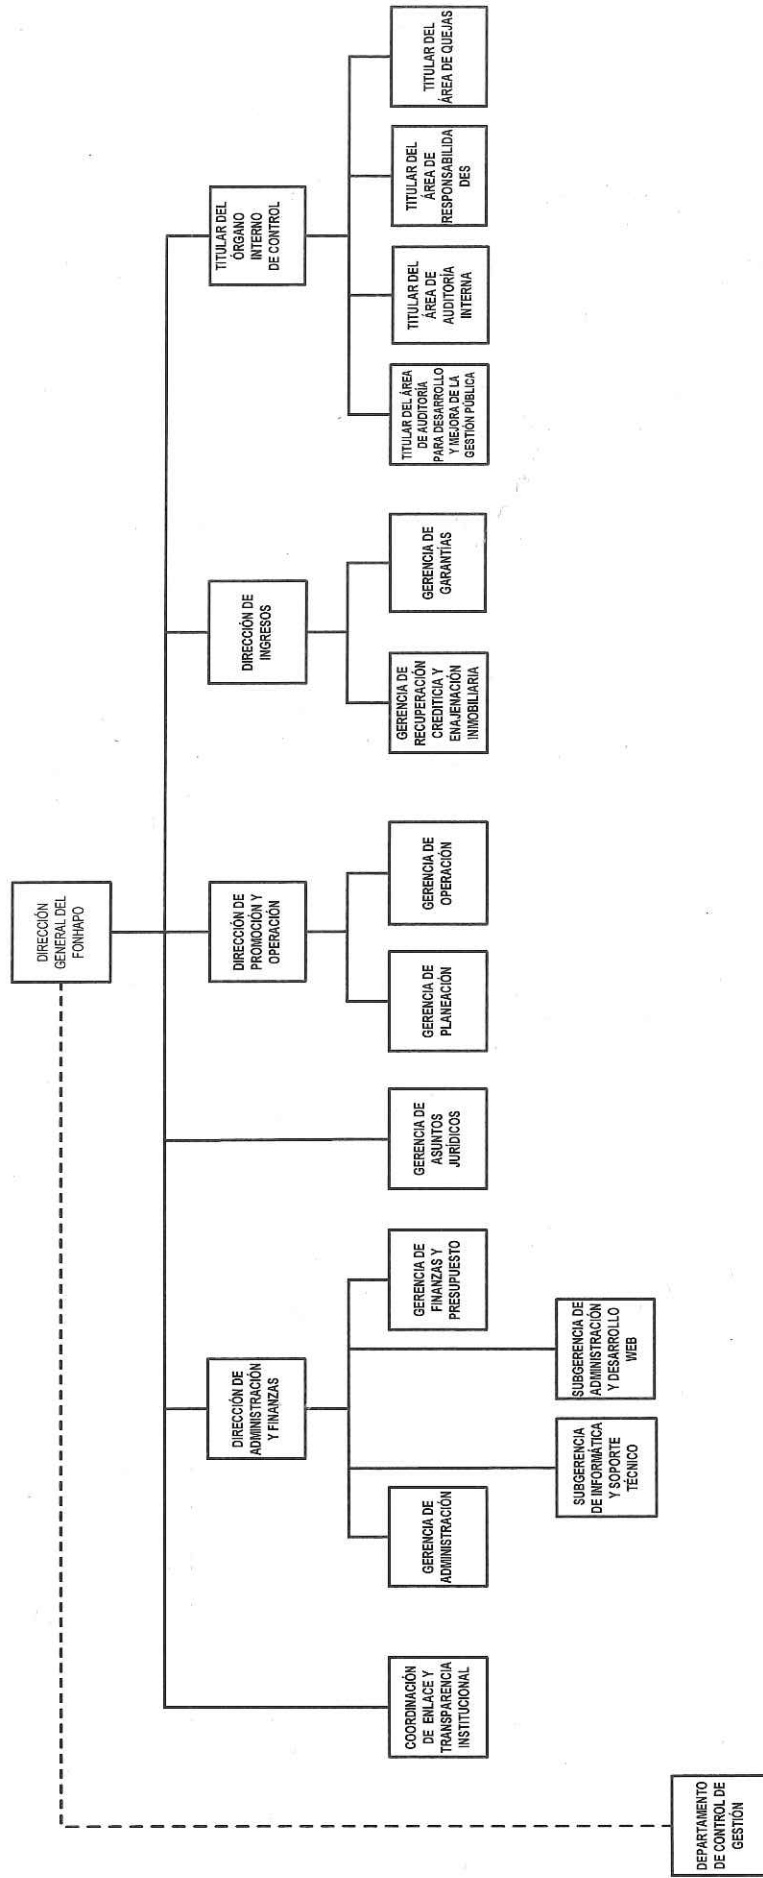 DIRECCIÓN
GENERAL DEL
FONHAPO
COORDINACIÓN
DE ENLACE Y
TRANSPARENCIA
INSTITUCIONAL
DIRECCIÓN DE
ADMINISTRACIÓN
Y FINANZAS
GERENCIA DE
ADMINISTRACIÓN
SUBGERENCIA
DE INFORMÁTICA
Y SOPORTE
TÉCNICO
SUBGERENCIA DE
ADMINISTRACIÓN
Y DESARROLLO
WEB
GERENCIA DE
FINANZAS Y
PRESUPUESTO
GERENCIA DE
ASUNTOS
JURÍDICOS
DIRECCIÓN DE
PROMOCIÓN Y
OPERACIÓN
GERENCIA DE
PLANEACIÓN
GERENCIA DE
OPERACIÓN
DIRECCIÓN DE
INGRESOS
GERENCIA DE
RECUPERACIÓN
CREDITICIA Y
ENAJENACIÓN
INMOBILIARIA
GERENCIA DE
GARANTÍAS
TITULAR DEL
ÓRGANO
INTERNO
DE CONTROL
TITULAR DEL ÁREA
DE AUDITORÍA
PARA DESARROLLO
Y MEJORA DE LA
GESTIÓN PÚBLICA
TITULAR DEL
ÁREA DE
AUDITORÍA
INTERNA
TITULAR DEL
ÁREA DE
RESPONSABILIDA
DES
TITULAR DEL
ÁREA DE QUEJAS
DEPARTAMENTO
DE CONTROL DE
GESTIÓN